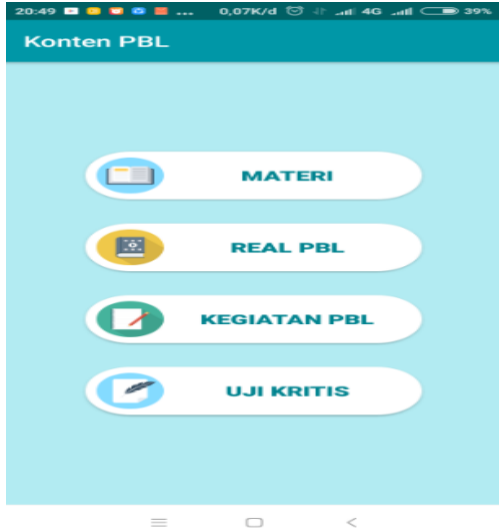 20:49 ... 0,07K/d 4G 39%
Konten PBL
MATERI
REAL PBL
KEGIATAN PBL
UJI KRITIS